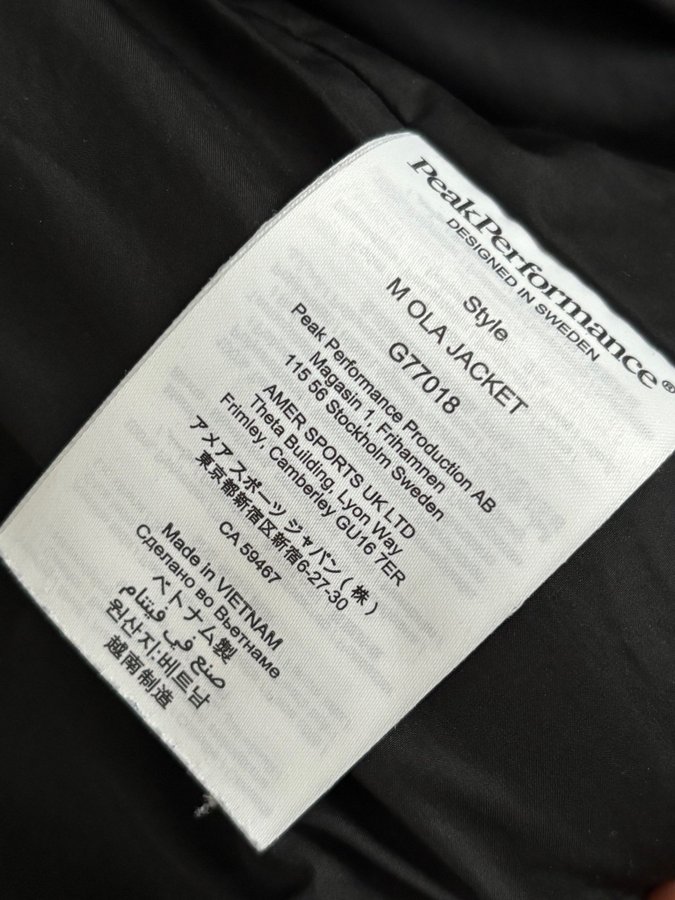 PeakPerformance®
DESIGNED IN SWEDEN
Style
M OLA JACKET
G77018
Peak Performance Production AB
Magasin 1, Frihamnen
115 56 Stockholm Sweden
AMER SPORTS UK LTD
Theta Building, Lyon Way
Frimley, Camberley GU16 7ER
アメア スポーツ ジャパン(株)
東京都新宿区新宿6-27-30
CA 59467
Made in VIETNAM
Сделано во Вьетнаме
ベトナム製
صنع في فيتنام
원산지:베트남
越南制造